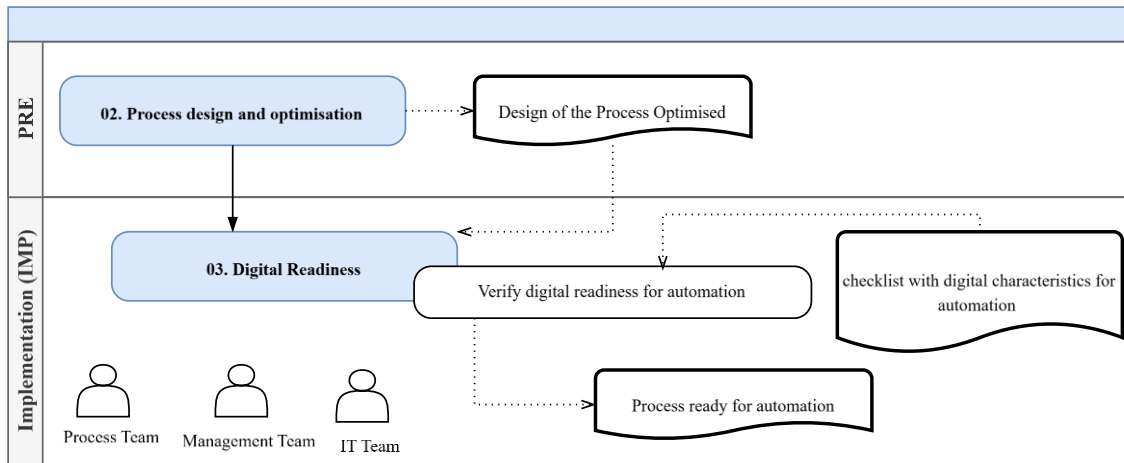 PRE
02. Process design and optimisation
Design of the Process Optimised
Implementation (IMP)
03. Digital Readiness
Verify digital readiness for automation
checklist with digital characteristics for
automation
Process ready for automation
Process Team
Management Team
IT Team